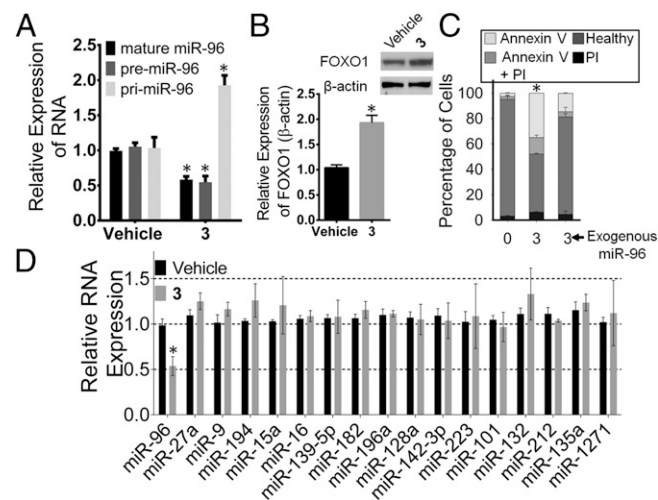 A
mature miR-96
pre-miR-96
pri-miR-96
Relative Expression
of RNA
2.5
2.0
1.5
1.0
0.5
0.0
*
*
*
Vehicle
3
B
Vehicle
3
FOXO1
β-actin
Relative Expression
of FOXO1 (β-actin)
2.5
2.0
1.5
1.0
0.5
0.0
*
Vehicle
3
C
Annexin V
Healthy
Annexin V
+ PI
PI
Percentage of Cells
100
80
60
40
20
0
*
0
3
3
Exogenous
miR-96
D
Vehicle
3
Relative RNA
Expression
1.5
1.0
0.5
0.0
*
miR-96
miR-27a
miR-9
miR-194
miR-15a
miR-16
miR-139-5p
miR-182
miR-196a
miR-128a
miR-142-3p
miR-223
miR-101
miR-132
miR-212
miR-135a
miR-1271